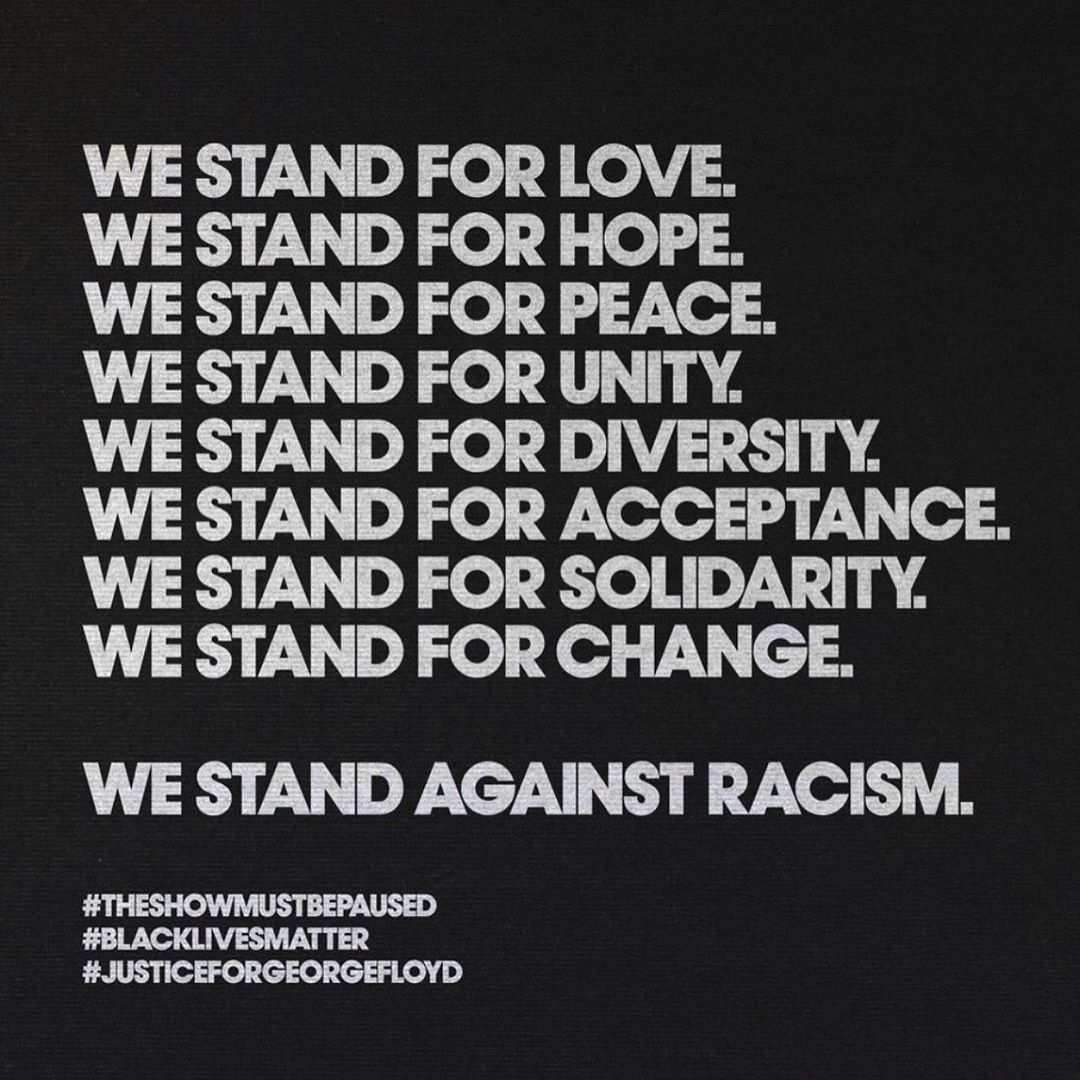 WE STAND FOR LOVE.
WE STAND FOR HOPE.
WE STAND FOR PEACE.
WE STAND FOR UNITY.
WE STAND FOR DIVERSITY.
WE STAND FOR ACCEPTANCE.
WE STAND FOR SOLIDARITY.
WE STAND FOR CHANGE.
WE STAND AGAINST RACISM.
#THESHOWMUSTBEPAUSED
#BLACKLIVESMATTER
#JUSTICEFORGEORGEFLOYD